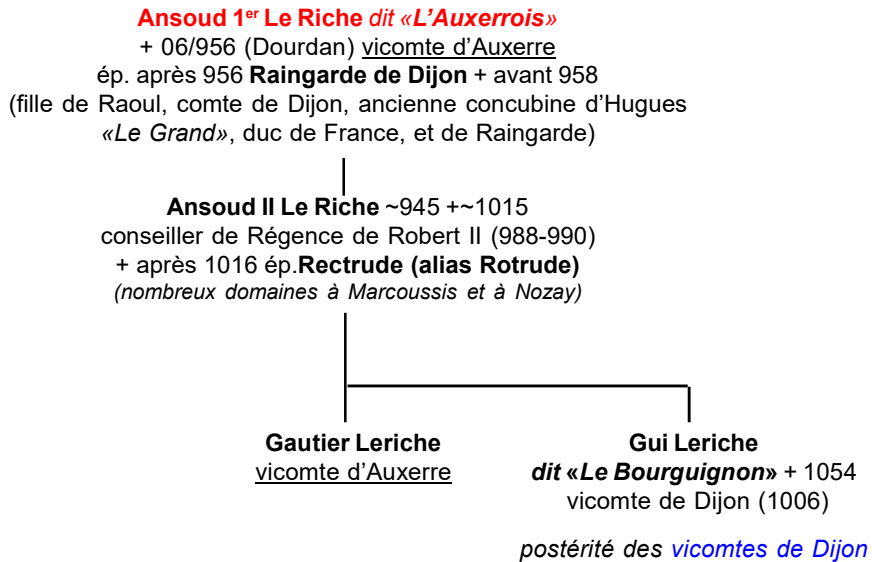 Ansoud 1er Le Riche dit «L’Auxerrois»
+ 06/956 (Dourdan) vicomte d’Auxerre
ép. après 956 Raingarde de Dijon + avant 958
(fille de Raoul, comte de Dijon, ancienne concubine d’Hugues
«Le Grand», duc de France, et de Raingarde)
Ansoud II Le Riche ~945 +~1015
conseiller de Régence de Robert II (988-990)
+ après 1016 ép.Rectrude (alias Rotrude)
(nombreux domaines à Marcoussis et à Nozay)
Gautier Leriche
vicomte d’Auxerre
Gui Leriche
dit «Le Bourguignon» + 1054
vicomte de Dijon (1006)
postérité des vicomtes de Dijon